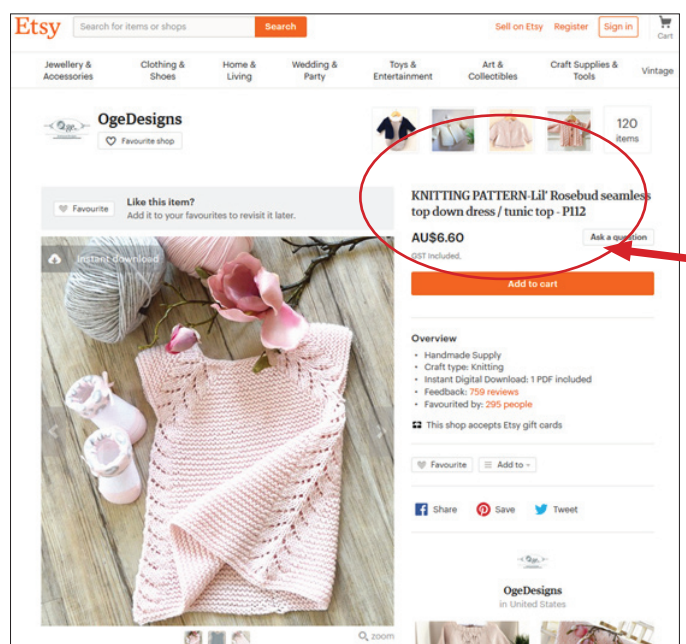 Etsy
Search for items or shops
Search
Sell on Etsy
Register
Sign in
Cart
Jewellery & Accessories
Clothing & Shoes
Home & Living
Wedding & Party
Toys & Entertainment
Art & Collectibles
Craft Supplies & Tools
Vintage
Oge
OgeDesigns
Favourite shop
120
items
Favourite
Like this item?
Add it to your favourites to revisit it later.
Instant download
zoom
KNITTING PATTERN-Lil' Rosebud seamless
top down dress / tunic top - P112
AU$6.60
Ask a question
GST Included.
Add to cart
Overview
• Handmade Supply
• Craft type: Knitting
• Instant Digital Download: 1 PDF included
• Feedback: 759 reviews
• Favourited by: 295 people
This shop accepts Etsy gift cards
Favourite
Add to
Share
Save
Tweet
Oge
OgeDesigns
in United States